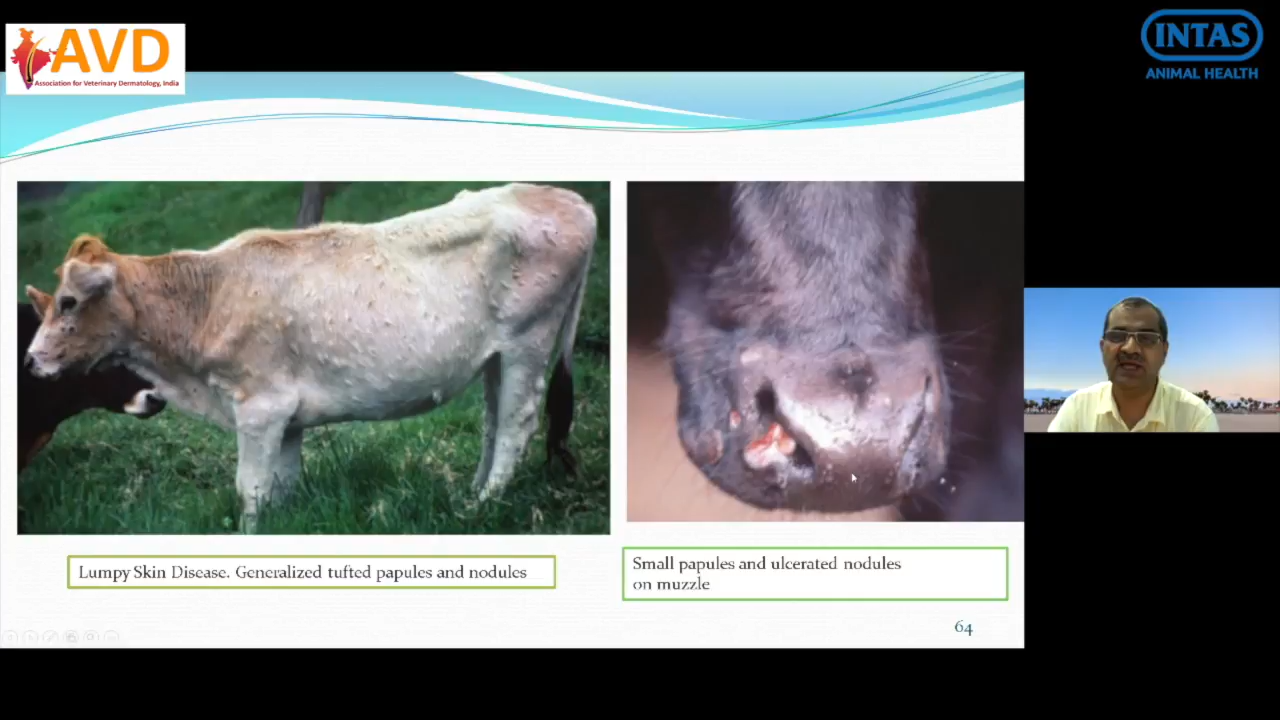 AVD
Association for Veterinary Dermatology, India
INTAS
ANIMAL HEALTH
Lumpy Skin Disease. Generalized tufted papules and nodules
Small papules and ulcerated nodules
on muzzle
64